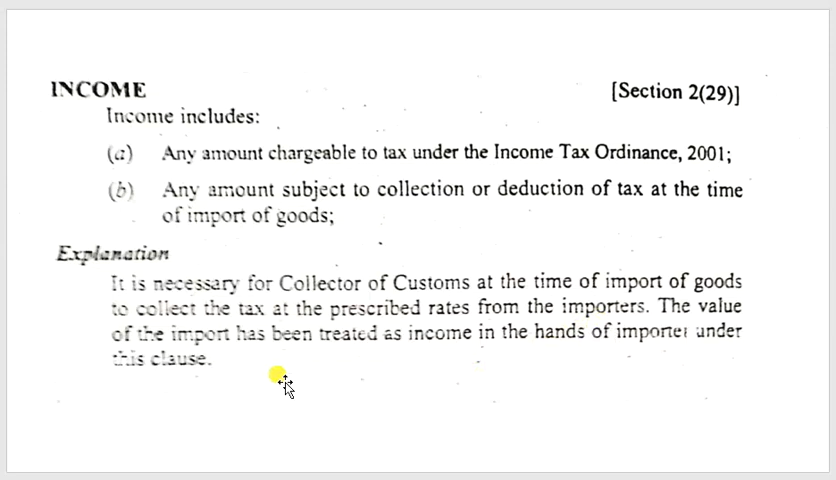 INCOME [Section 2(29)]
Income includes:
(a) Any amount chargeable to tax under the Income Tax Ordinance, 2001;
(b) Any amount subject to collection or deduction of tax at the time
of import of goods;
Explanation
It is necessary for Collector of Customs at the time of import of goods
to collect the tax at the prescribed rates from the importers. The value
of the import has been treated as income in the hands of importer under
this clause.